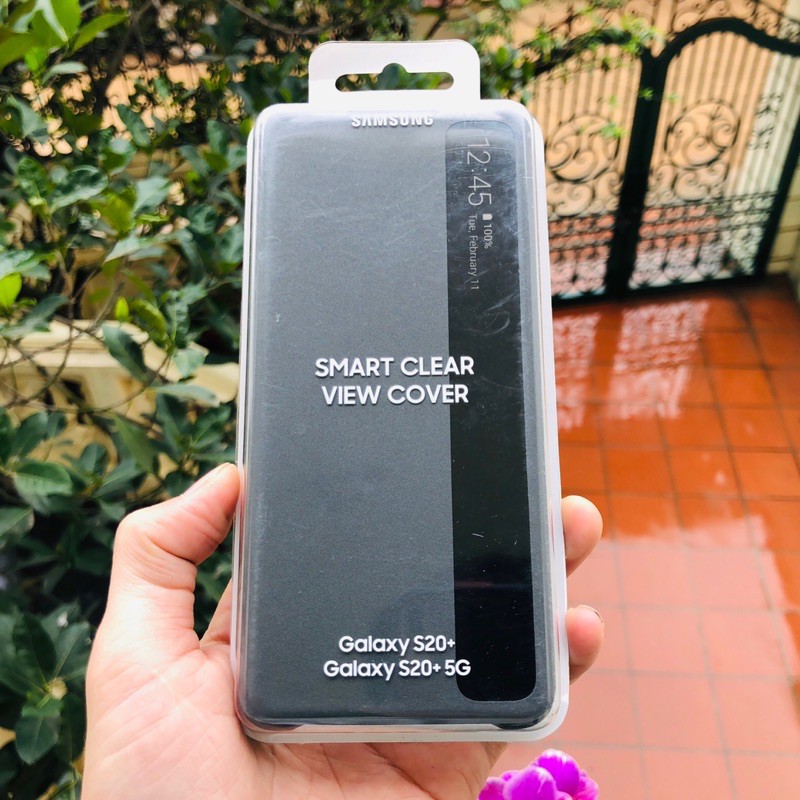 SAMSUNG
12:45
100%
Tue, February 11
SMART CLEAR
VIEW COVER
Galaxy S20+
Galaxy S20+ 5G